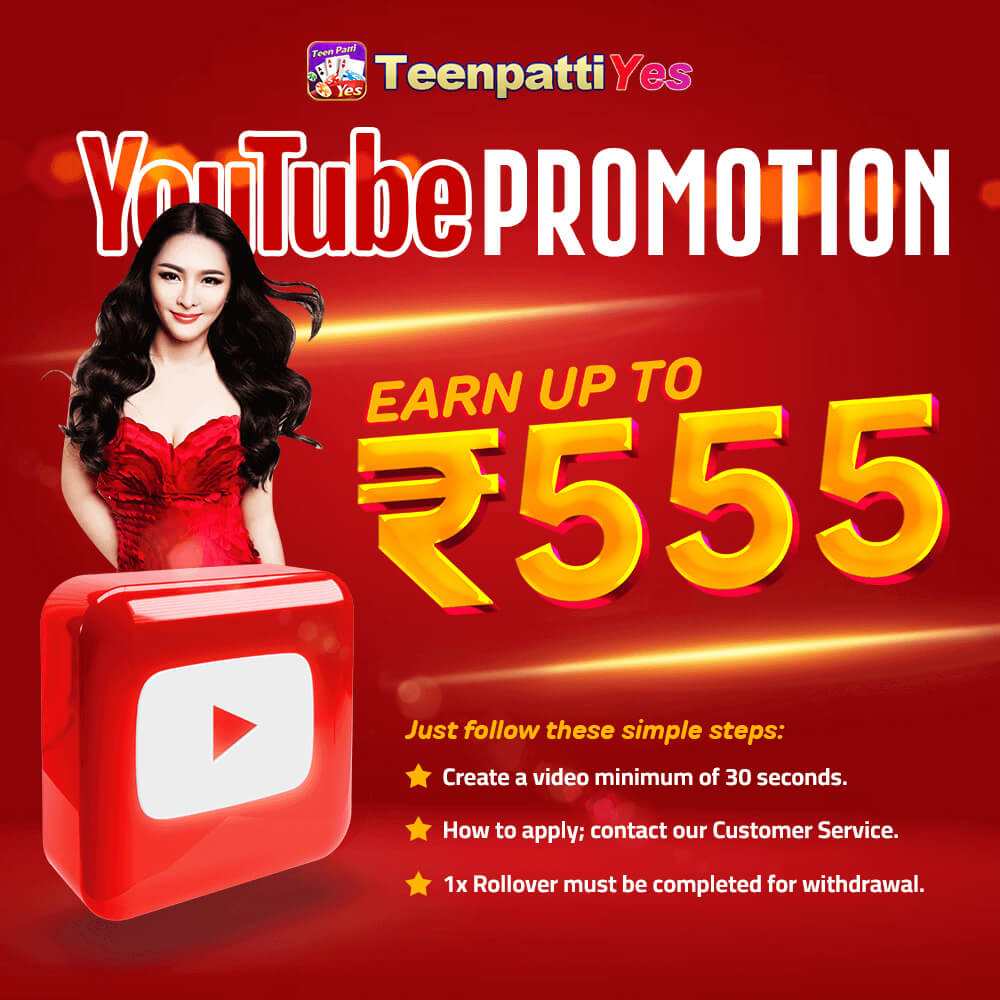 Teen Patti
Yes
TeenpattiYes
YouTube PROMOTION
EARN UP TO
₹555
Just follow these simple steps:
Create a video minimum of 30 seconds.
How to apply; contact our Customer Service.
1x Rollover must be completed for withdrawal.